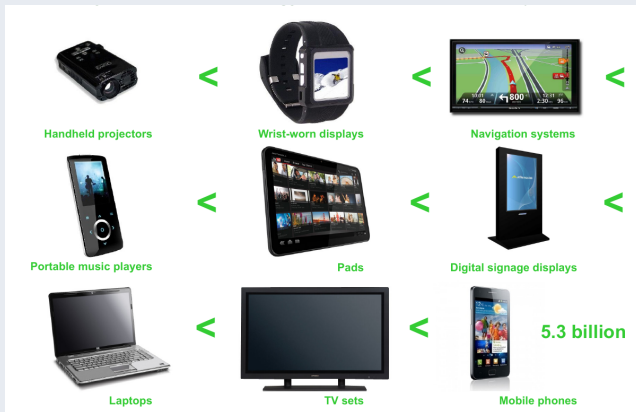 <
<
<
Handheld projectors
Wrist-worn displays
Navigation systems
800
<
<
<
Portable music players
Pads
Digital signage displays
<
<
5.3 billion
Laptops
TV sets
Mobile phones